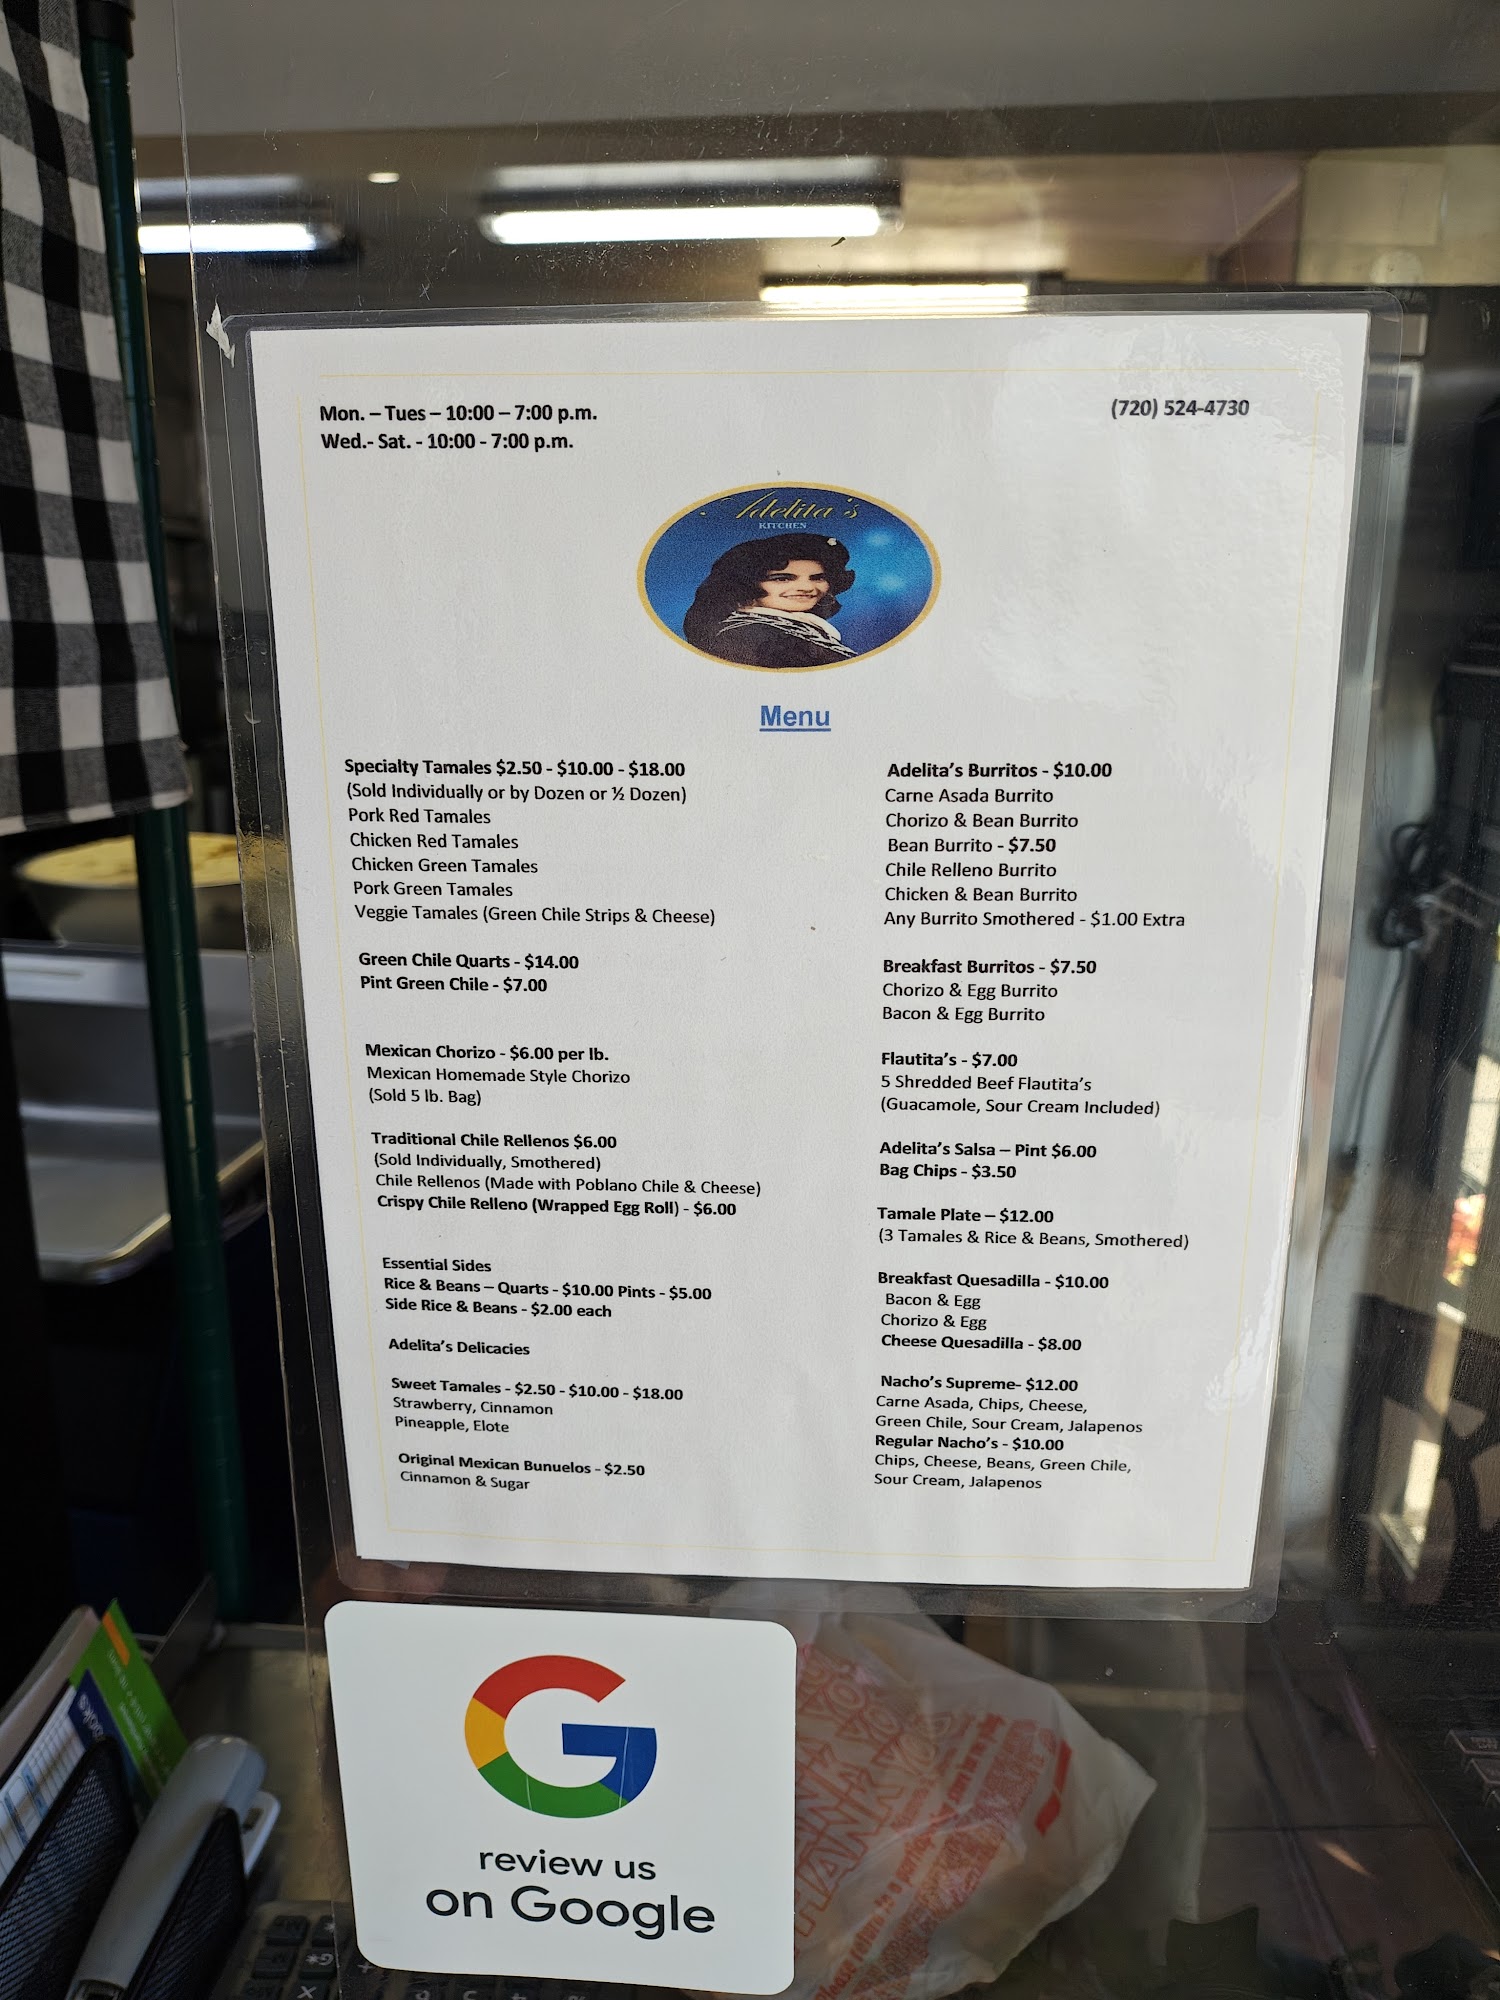 Mon. – Tues – 10:00 – 7:00 p.m.
Wed.- Sat. - 10:00 - 7:00 p.m.
(720) 524-4730
Adelita's
KITCHEN
Menu
Specialty Tamales $2.50 - $10.00 - $18.00
(Sold Individually or by Dozen or ½ Dozen)
Pork Red Tamales
Chicken Red Tamales
Chicken Green Tamales
Pork Green Tamales
Veggie Tamales (Green Chile Strips & Cheese)
Green Chile Quarts - $14.00
Pint Green Chile - $7.00
Mexican Chorizo - $6.00 per lb.
Mexican Homemade Style Chorizo
(Sold 5 lb. Bag)
Traditional Chile Rellenos $6.00
(Sold Individually, Smothered)
Chile Rellenos (Made with Poblano Chile & Cheese)
Crispy Chile Relleno (Wrapped Egg Roll) - $6.00
Essential Sides
Rice & Beans – Quarts - $10.00 Pints - $5.00
Side Rice & Beans - $2.00 each
Adelita's Delicacies
Sweet Tamales - $2.50 - $10.00 - $18.00
Strawberry, Cinnamon
Pineapple, Elote
Original Mexican Bunuelos - $2.50
Cinnamon & Sugar
Adelita's Burritos - $10.00
Carne Asada Burrito
Chorizo & Bean Burrito
Bean Burrito - $7.50
Chile Relleno Burrito
Chicken & Bean Burrito
Any Burrito Smothered - $1.00 Extra
Breakfast Burritos - $7.50
Chorizo & Egg Burrito
Bacon & Egg Burrito
Flautita's - $7.00
5 Shredded Beef Flautita's
(Guacamole, Sour Cream Included)
Adelita's Salsa – Pint $6.00
Bag Chips - $3.50
Tamale Plate – $12.00
(3 Tamales & Rice & Beans, Smothered)
Breakfast Quesadilla - $10.00
Bacon & Egg
Chorizo & Egg
Cheese Quesadilla - $8.00
Nacho's Supreme- $12.00
Carne Asada, Chips, Cheese,
Green Chile, Sour Cream, Jalapenos
Regular Nacho's - $10.00
Chips, Cheese, Beans, Green Chile,
Sour Cream, Jalapenos
G
review us
on Google
THANK YOU
Please return to a